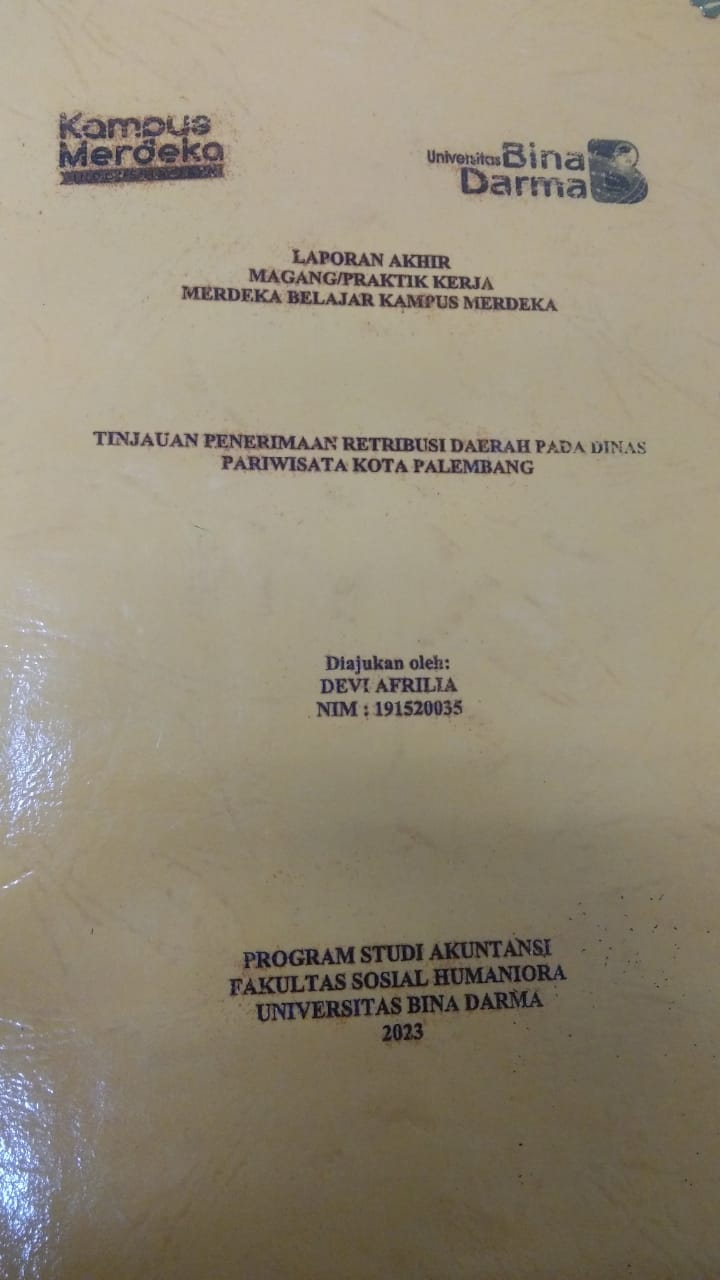 Kampus
Merdeka
Universitas Bina
Darma
LAPORAN AKHIR
MAGANG/PRAKTIK KERJA
MERDEKA BELAJAR KAMPUS MERDEKA
TINJAUAN PENERIMAAN RETRIBUSI DAERAH PADA DINAS
PARIWISATA KOTA PALEMBANG
Diajukan oleh:
DEVI AFRILIA
NIM : 191520035
PROGRAM STUDI AKUNTANSI
FAKULTAS SOSIAL HUMANIORA
UNIVERSITAS BINA DARMA
2023